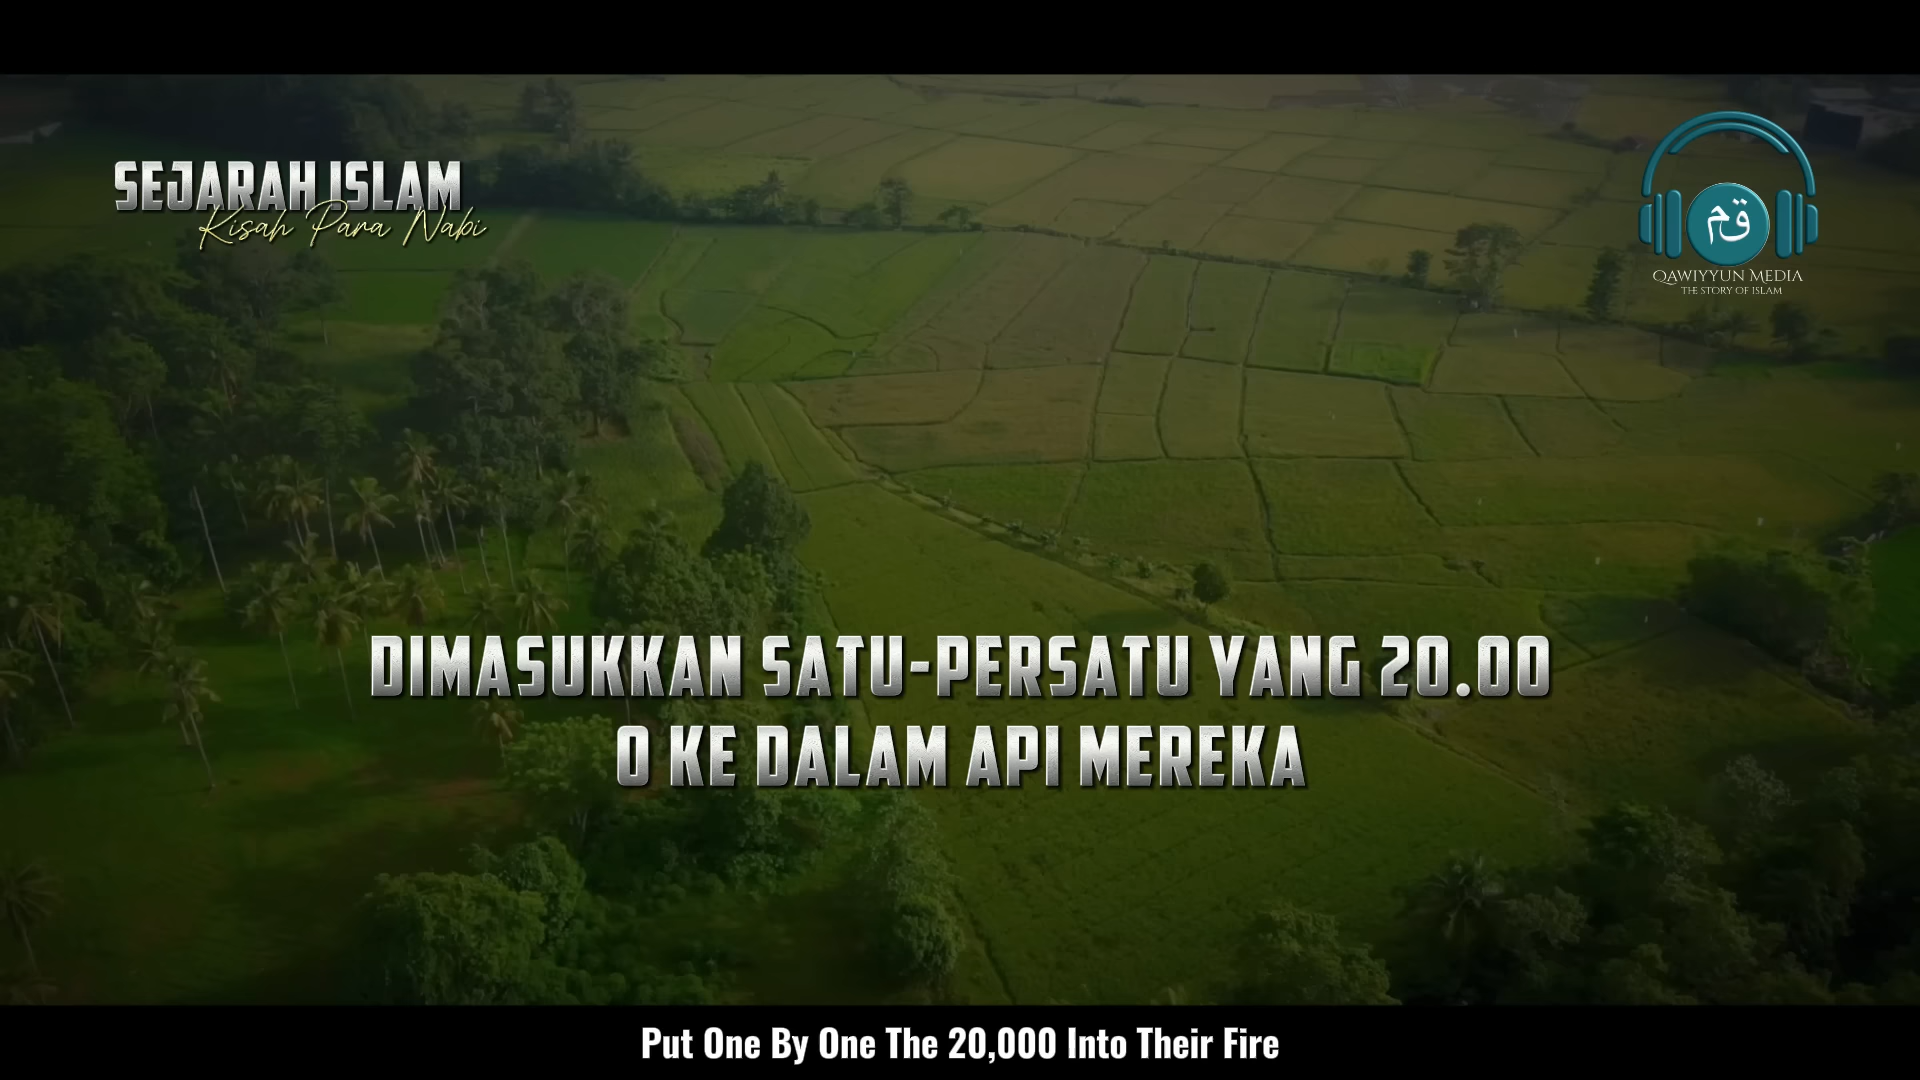 SEJARAH ISLAM
Kisah Para Nabi
قم
QAWIYYUN MEDIA
THE STORY OF ISLAM
DIMASUKKAN SATU-PERSATU YANG 20.00
0 KE DALAM API MEREKA
Put One By One The 20,000 Into Their Fire